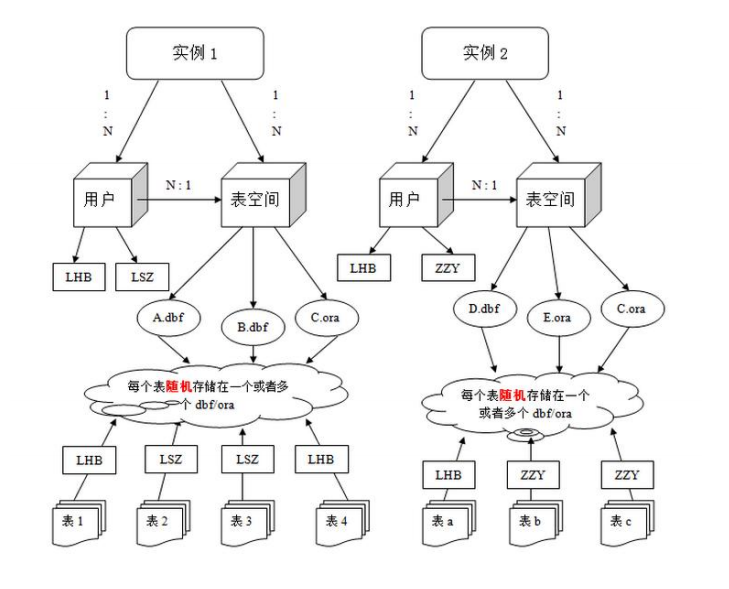 实例 1
实例 2
1
:
N
1
:
N
1
:
N
1
:
N
用户
N : 1
表空间
用户
N : 1
表空间
LHB
LSZ
LHB
ZZY
A.dbf
B.dbf
C.ora
D.dbf
E.ora
C.ora
每个表随机存储在一个或者多
个 dbf/ora
每个表随机存储在一个
或者多个 dbf/ora
LHB
LSZ
LSZ
LHB
LHB
ZZY
ZZY
表 1
表 2
表 3
表 4
表 a
表 b
表 c